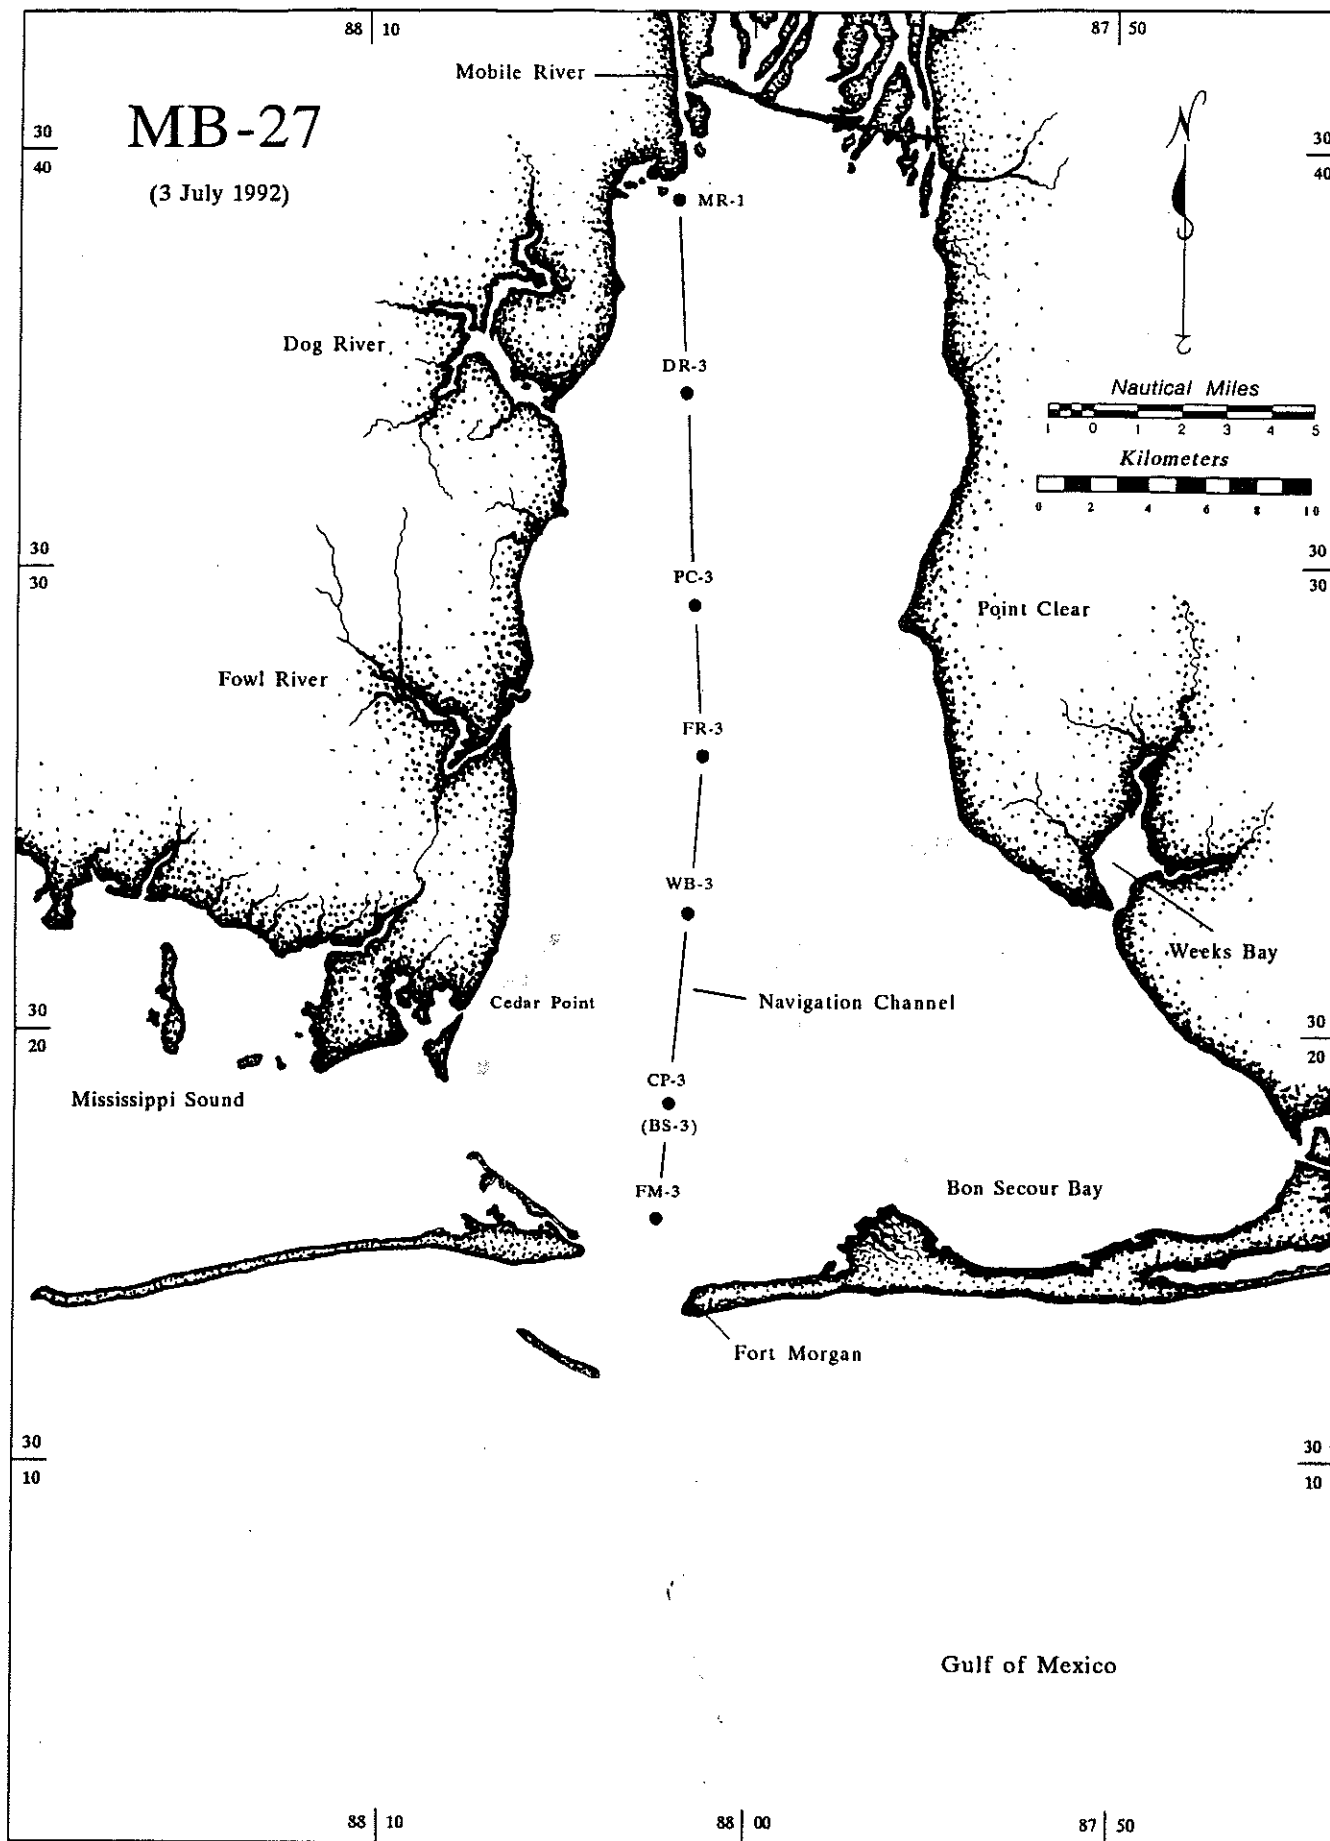 88 10
87 50
Mobile River
MB-27
(3 July 1992)
30
40
30
40
N
MR-1
Dog River
DR-3
Nautical Miles
1 0 1 2 3 4 5
Kilometers
0 2 4 6 8 10
30
30
30
30
PC-3
Point Clear
Fowl River
FR-3
WB-3
Weeks Bay
Cedar Point
Navigation Channel
30
20
30
20
CP-3
Mississippi Sound
(BS-3)
FM-3
Bon Secour Bay
Fort Morgan
30
10
30
10
Gulf of Mexico
88 10
88 00
87 50